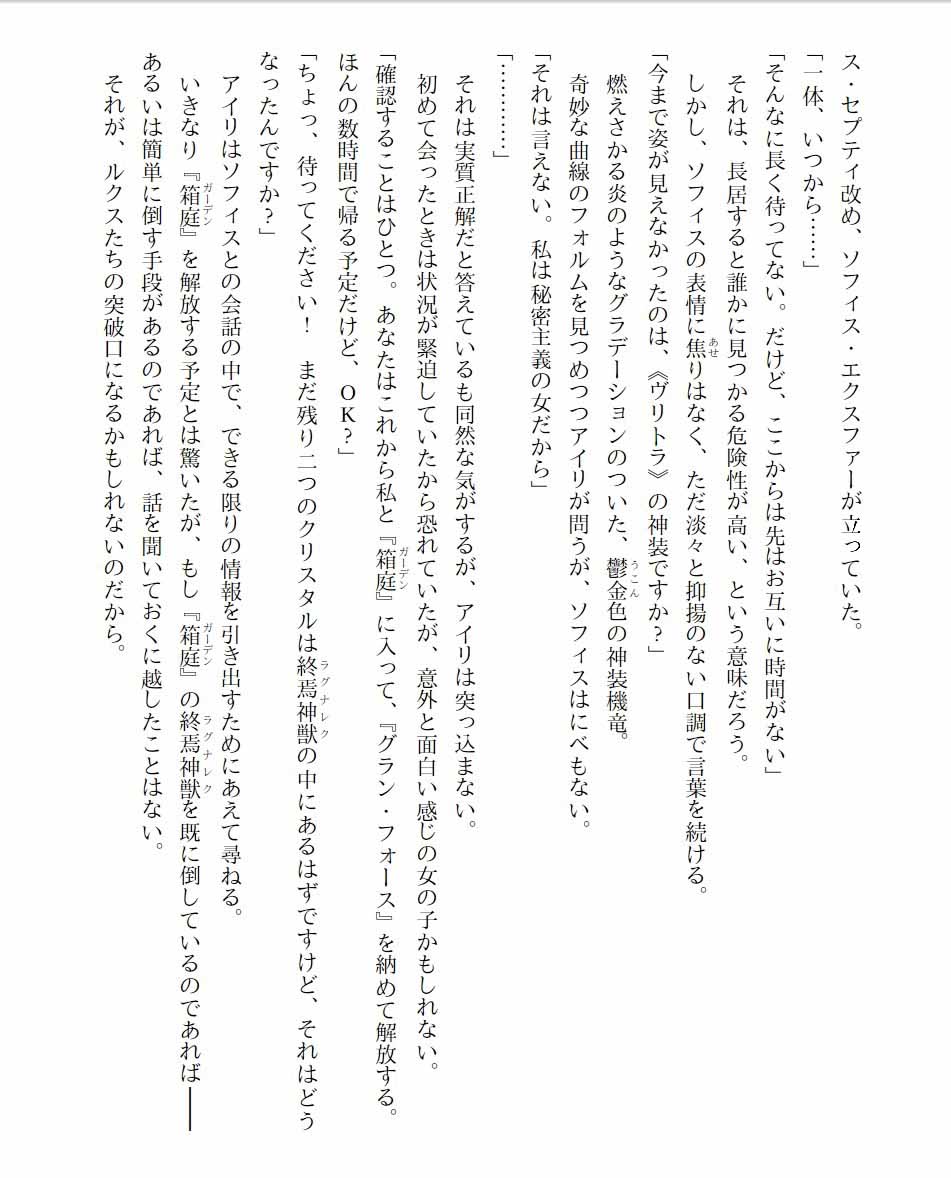 ス・セプティ改め、ソフィス・エクスファーが立っていた。
「一体、いつから……」
「そんなに長く待ってない。だけど、ここからは先はお互いに時間がない」
それは、長居すると誰かに見つかる危険性が高い、という意味だろう。
しかし、ソフィスの表情に焦りはなく、ただ淡々と抑揚のない口調で言葉を続ける。
「今まで姿が見えなかったのは、《ヴリトラ》の神装ですか？」
燃えさかる炎のようなグラデーションのついた、鬱金色の神装機竜。
奇妙な曲線のフォルムを見つめつつアイリが問うが、ソフィスはにべもない。
「それは言えない。私は秘密主義の女だから」
「…………」
それは実質正解だと答えているも同然な気がするが、アイリは突っ込まない。
初めて会ったときは状況が緊迫していたから恐れていたが、意外と面白い感じの女の子かもしれない。
「確認することはひとつ。あなたはこれから私と『箱庭』に入って、『グラン・フォース』を納めて解放する。
ほんの数時間で帰る予定だけど、OK？」
「ちょっ、待ってください！　まだ残り二つのクリスタルは終焉神獣の中にあるはずですけど、それはどう
なったんですか？」
アイリはソフィスとの会話の中で、できる限りの情報を引き出すためにあえて尋ねる。
いきなり『箱庭』を解放する予定とは驚いたが、もし『箱庭』の終焉神獣を既に倒しているのであれば――
あるいは簡単に倒す手段があるのであれば、話を聞いておくに越したことはない。
それが、ルクスたちの突破口になるかもしれないのだから。
あせ
うこん
ガーデン
ラグナレク
ガーデン
ガーデン
ラグナレク